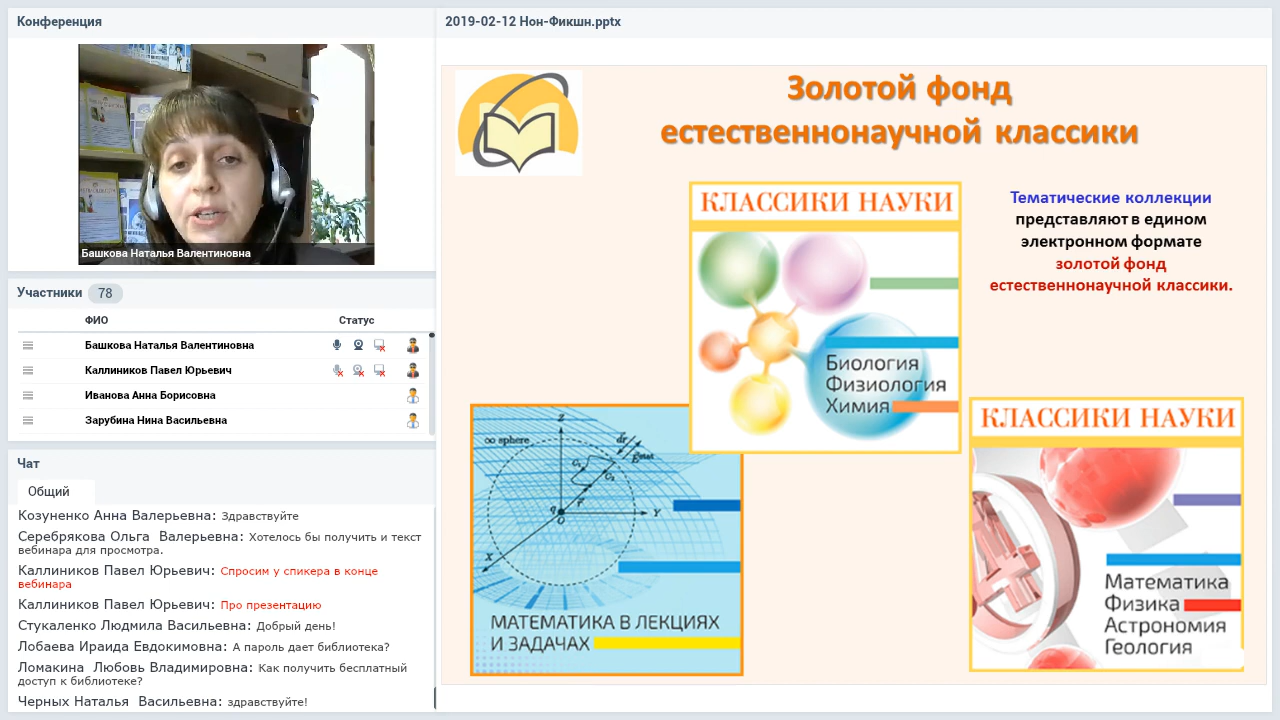 Конференция
Башкова Наталья Валентиновна
Участники 78
ФИО Статус
Башкова Наталья Валентиновна
Каллиников Павел Юрьевич
Иванова Анна Борисовна
Зарубина Нина Васильевна
Чат
Общий
Козуненко Анна Валерьевна: Здравствуйте
Серебрякова Ольга Валерьевна: Хотелось бы получить и текст
вебинара для просмотра.
Каллиников Павел Юрьевич: Спросим у спикера в конце
вебинара
Каллиников Павел Юрьевич: Про презентацию
Стукаленко Людмила Васильевна: Добрый день!
Лобаева Ираида Евдокимовна: А пароль дает библиотека?
Ломакина Любовь Владимировна: Как получить бесплатный
доступ к библиотеке?
Черных Наталья Васильевна: здравствуйте!
2019-02-12 Нон-Фикшн.pptx
Золотой фонд
естественнонаучной классики
КЛАССИКИ НАУКИ
Биология
Физиология
Химия
Тематические коллекции
представляют в едином
электронном формате
золотой фонд
естественнонаучной классики.
∞ sphere
Z
dr
C₁
C₂
r
q
O
Y
X
МАТЕМАТИКА В ЛЕКЦИЯХ
И ЗАДАЧАХ
КЛАССИКИ НАУКИ
Математика
Физика
Астрономия
Геология